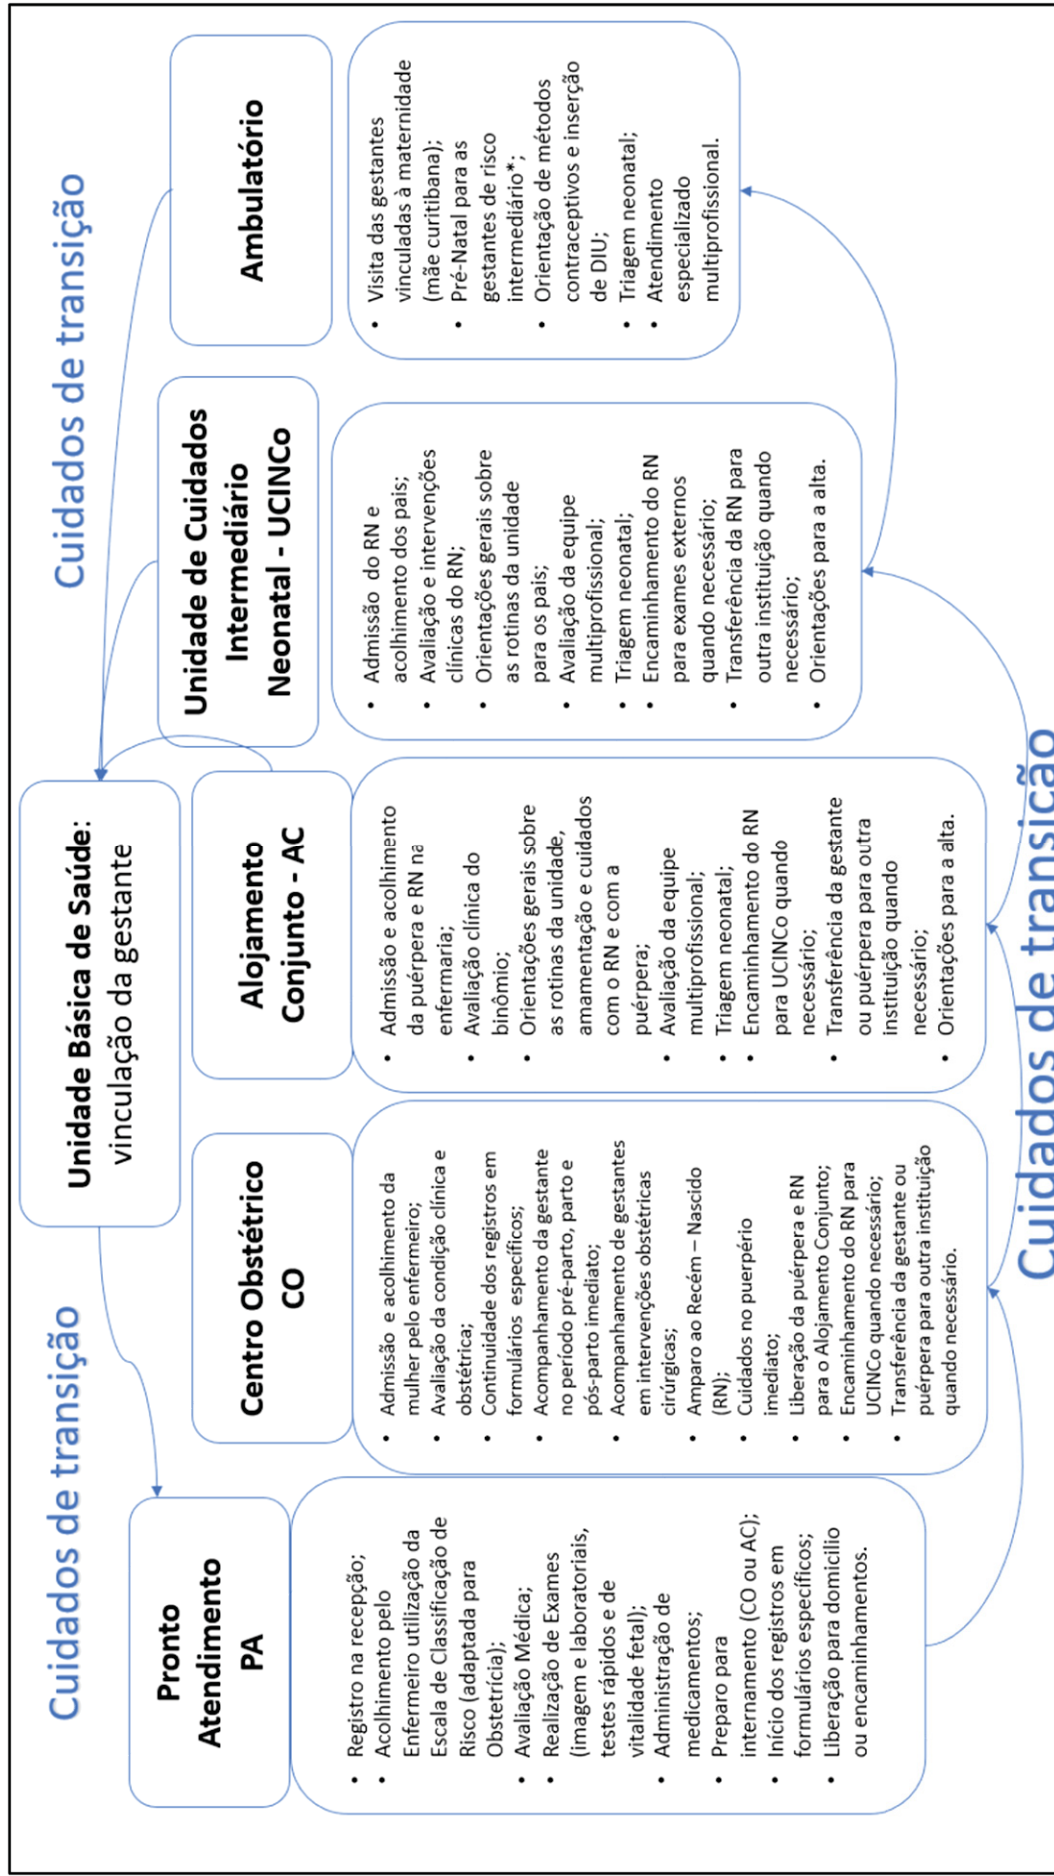 Cuidados de transição
Cuidados de transição
Unidade Básica de Saúde:
vinculação da gestante
Pronto
Atendimento
PA
• Registro na recepção;
• Acolhimento pelo
Enfermeiro utilização da
Escala de Classificação de
Risco (adaptada para
Obstetrícia);
• Avaliação Médica;
• Realização de Exames
(imagem e laboratoriais,
testes rápidos e de
vitalidade fetal);
• Administração de
medicamentos;
• Preparo para
internamento (CO ou AC);
• Início dos registros em
formulários específicos;
• Liberação para domicílio
ou encaminhamentos.
Centro Obstétrico
CO
• Admissão e acolhimento da
mulher pelo enfermeiro;
• Avaliação da condição clínica e
obstétrica;
• Continuidade dos registros em
formulários específicos;
• Acompanhamento da gestante
no período pré-parto, parto e
pós-parto imediato;
• Acompanhamento de gestantes
em intervenções obstétricas
cirúrgicas;
• Amparo ao Recém – Nascido
(RN);
• Cuidados no puerpério
imediato;
• Liberação da puérpera e RN
para o Alojamento Conjunto;
• Encaminhamento do RN para
UCINCo quando necessário;
• Transferência da gestante ou
puérpera para outra instituição
quando necessário.
Alojamento
Conjunto - AC
• Admissão e acolhimento
da puérpera e RN na
enfermaria;
• Avaliação clínica do
binômio;
• Orientações gerais sobre
as rotinas da unidade,
amamentação e cuidados
com o RN e com a
puérpera;
• Avaliação da equipe
multiprofissional;
• Triagem neonatal;
• Encaminhamento do RN
para UCINCo quando
necessário;
• Transferência da gestante
ou puérpera para outra
instituição quando
necessário;
• Orientações para a alta.
Unidade de Cuidados
Intermediário
Neonatal - UCINCo
• Admissão do RN e
acolhimento dos pais;
• Avaliação e intervenções
clínicas do RN;
• Orientações gerais sobre
as rotinas da unidade
para os pais;
• Avaliação da equipe
multiprofissional;
• Triagem neonatal;
• Encaminhamento do RN
para exames externos
quando necessário;
• Transferência da RN para
outra instituição quando
necessário;
• Orientações para a alta.
Ambulatório
• Visita das gestantes
vinculadas à maternidade
(mãe curitibana);
• Pré-Natal para as
gestantes de risco
intermediário*;
• Orientação de métodos
contraceptivos e inserção
de DIU;
• Triagem neonatal;
• Atendimento
especializado
multiprofissional.
Cuidados de transição